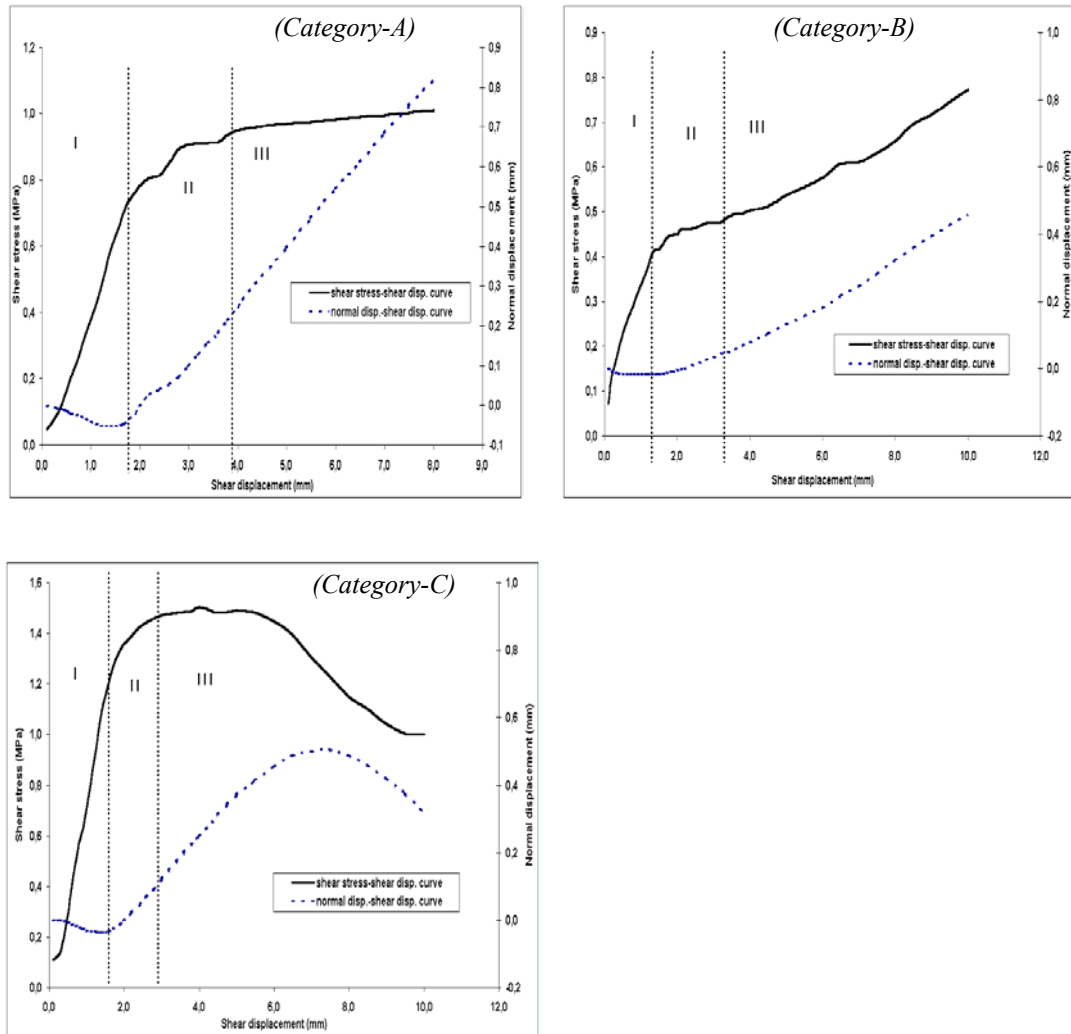 (Category-A)
1,2
1,0
0,8
0,6
0,4
0,2
0,0
Shear stress (MPa)
0,9
0,8
0,7
0,6
0,5
0,4
0,3
0,2
0,1
0,0
-0,1
Normal displacement (mm)
I
II
III
shear stress-shear disp. curve
normal disp.-shear disp. curve
0,0 1,0 2,0 3,0 4,0 5,0 6,0 7,0 8,0 9,0
Shear displacement (mm)
(Category-B)
0,9
0,8
0,7
0,6
0,5
0,4
0,3
0,2
0,1
0,0
Shear stress (MPa)
1,0
0,8
0,6
0,4
0,2
0,0
-0,2
Normal displacement (mm)
I
II
III
shear stress-shear disp. curve
normal disp.-shear disp. curve
0,0 2,0 4,0 6,0 8,0 10,0 12,0
Shear displacement (mm)
(Category-C)
1,6
1,4
1,2
1,0
0,8
0,6
0,4
0,2
0,0
Shear stress (MPa)
1,0
0,8
0,6
0,4
0,2
0,0
-0,2
Normal displacement (mm)
I
II
III
shear stress-shear disp. curve
normal disp.-shear disp. curve
0,0 2,0 4,0 6,0 8,0 10,0 12,0
Shear displacement (mm)